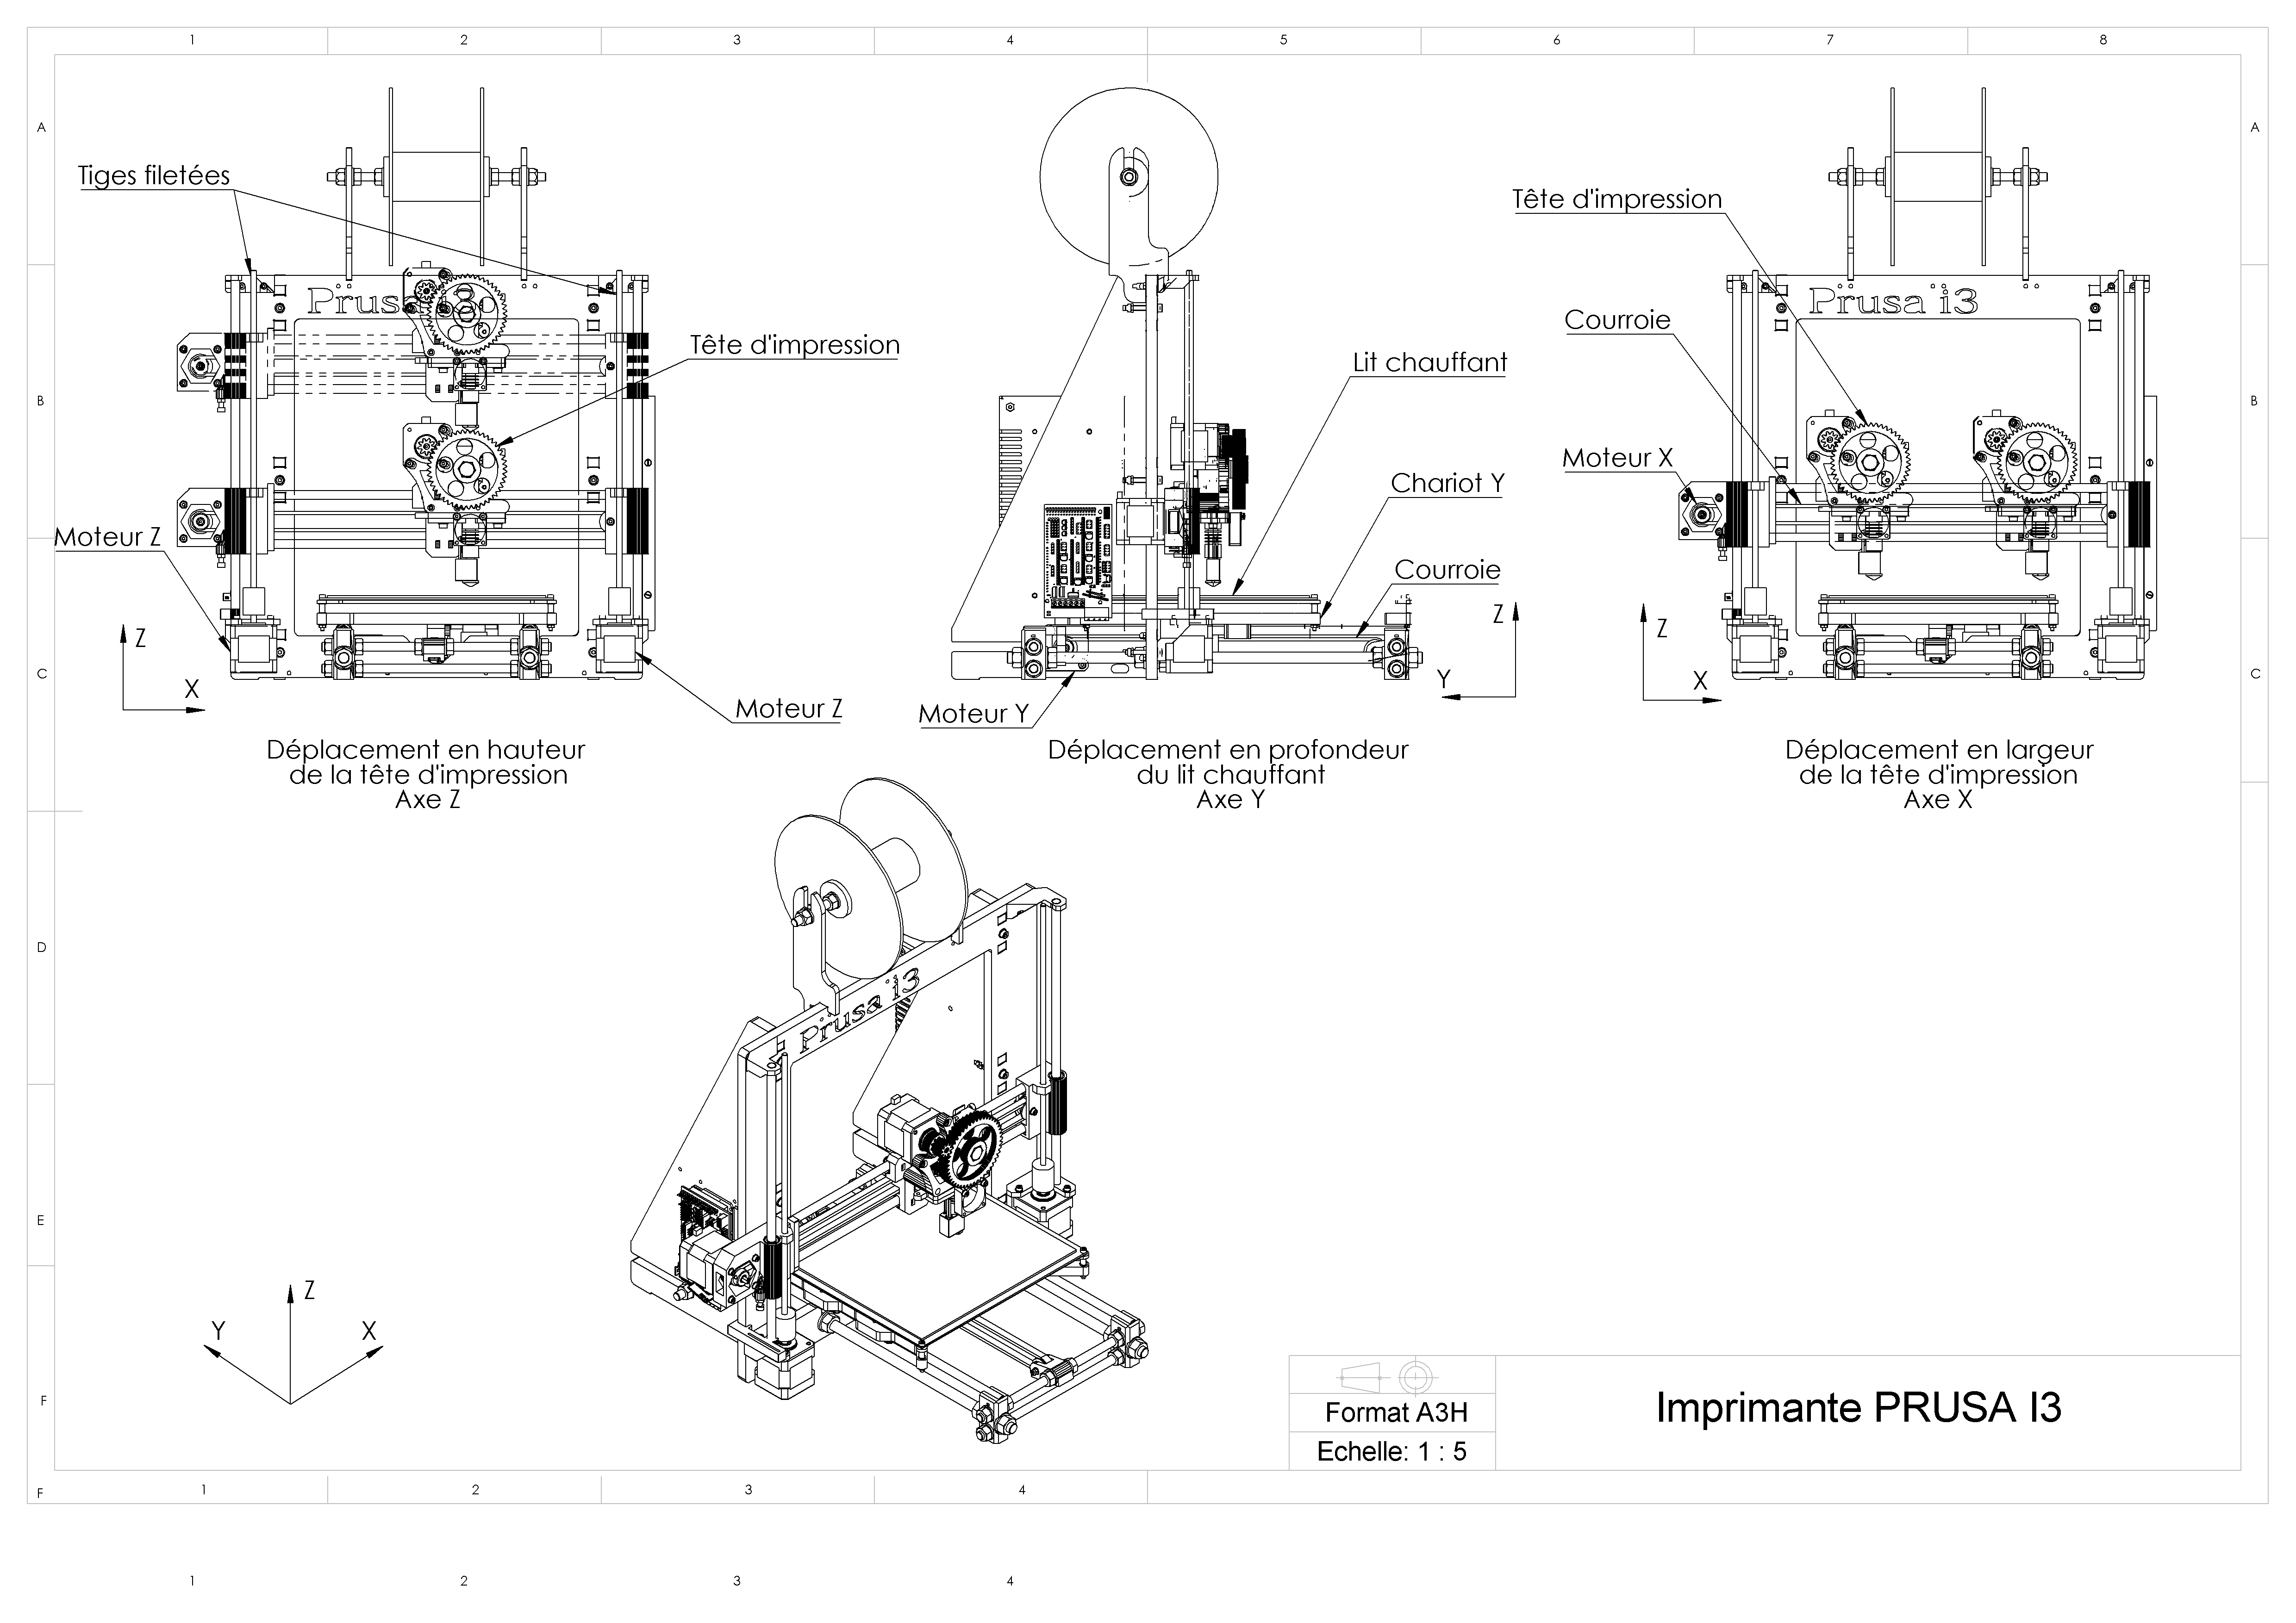 1 2 3 4 5 6 7 8
A A
Tiges filetées
Tête d'impression
Prusa
Prusa i3
Courroie
Tête d'impression
Lit chauffant
B B
Moteur X
Chariot Y
Moteur Z
Courroie
Z
Z
Z
C C
X
Y
X
Moteur Z
Moteur Y
Déplacement en hauteur
de la tête d'impression
Axe Z
Déplacement en profondeur
du lit chauffant
Axe Y
Déplacement en largeur
de la tête d'impression
Axe X
D
Prusa i3
E
Z
Y X
F
Format A3H
Echelle: 1 : 5
Imprimante PRUSA I3
F 1 2 3 4
1 2 3 4